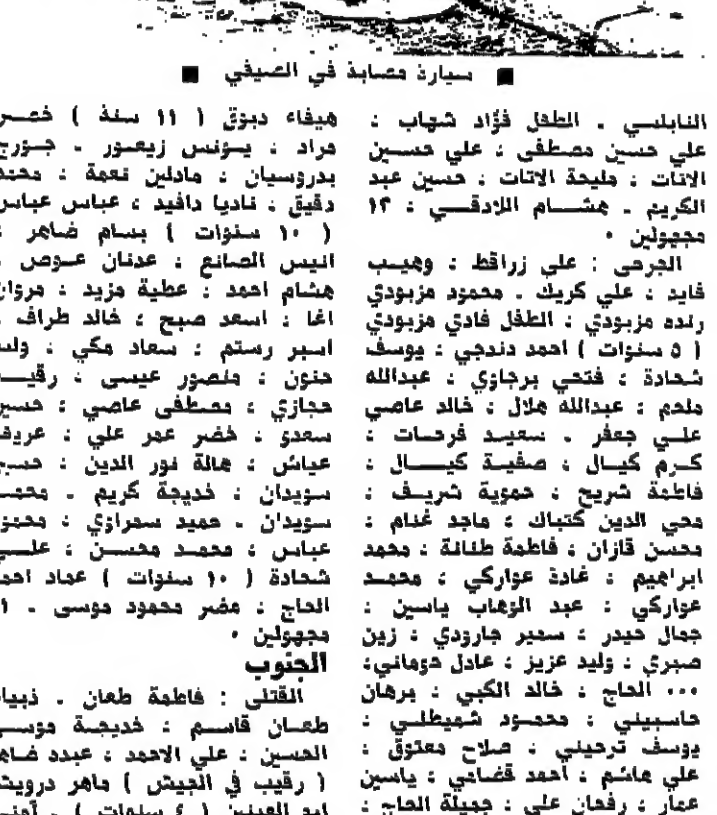 ■ سيارة مصابة في الصيفي ■
النابلسي . الطفل فؤاد شهاب :
علي حسين مصطفى : علي حسين
الاتات : مليحة الاتات : حسين عبد
الكريم . هشام اللادقي : ١٣
مجهولين .
الجرحى : علي زراقط : وهيب
فايد : علي كريك . محمود مزبودي
رنده مزبودي : الطفل فادي مزبودي
( ٥ سنوات ) احمد دندجي : يوسف
شحادة : فتحي برجاوي : عبدالله
ملحم : عبدالله هلال : خالد عاصي
علي جعفر . سعيد فرحات :
كرم كيال : صفية كيال :
فاطمة شريح : حموية شريف :
محي الدين كتباك : ماجد غنام :
محسن قازان : فاطمة طنانة : محمد
ابراهيم : غادة عواركي : محمد
عواركي : عبد الوهاب ياسين :
جمال حيدر : سمير جارودي : زين
صبري : وليد عزيز : عادل حوماني:
... الحاج : خالد الكبي : برهان
حاسبيني : محمود شميطلي :
يوسف ترحيني : صلاح معتوق :
علي هاشم : احمد قضامي : ياسين
عمار : رفحان علي : جميلة الحاج :
هيفاء دبوق ( ١١ سنة ) خضر
مراد : يونس زيعور . جورج
بدروسيان : مادلين نعمة : محمد
دقيق : ناديا دافيد : عباس عباس
( ١٠ سنوات ) بسام ضاهر :
انيس الصانع : عدنان عوض .
هشام احمد : عطية مزيد : مروان
اغا : اسعد صبح : خالد طراف .
اسبر رستم : سعاد مكي : وليد
حنون : منصور عيسى : رقية
حجازي : مصطفى عاصي : حسين
سعدى : خضر عمر علي : عريف
عياش : هالة نور الدين : حسن
سويدان : خديجة كريم . محمد
سويدان . حميد سمراوي : محمود
عباس : محمد محسن : علي
شحادة ( ١٠ سنوات ) عماد احمد
الحاج : مضر محمود موسى .
مجهولين .
الجنوب
القتلى : فاطمة طعان . ذبيان
طعان قاسم : خديجة موسى
الحسين : علي الاحمد : عبده ضاهر
( رقيب في الجيش ) ماهر درويش
ابو العينين ( ٤ سنوات ) .